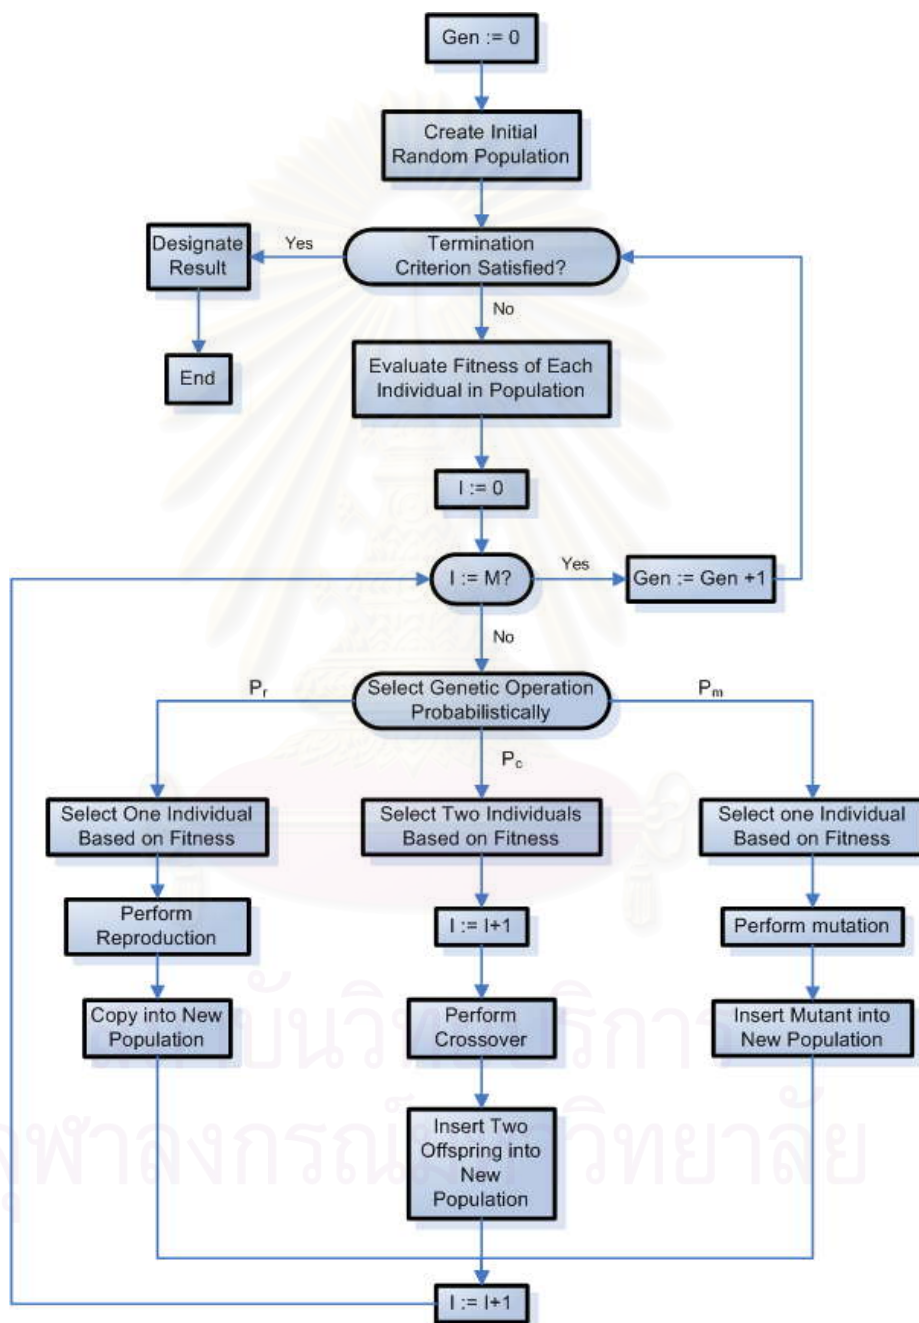 Gen := 0
Create Initial
Random Population
Designate
Result
Yes
Termination
Criterion Satisfied?
No
End
Evaluate Fitness of Each
Individual in Population
I := 0
I := M?
Yes
Gen := Gen +1
No
Pr
Select Genetic Operation
Probabilistically
Pm
Pc
Select One Individual
Based on Fitness
Select Two Individuals
Based on Fitness
Select one Individual
Based on Fitness
Perform
Reproduction
I := I+1
Perform mutation
Copy into New
Population
Perform
Crossover
Insert Mutant into
New Population
Insert Two
Offspring into
New
Population
I := I+1